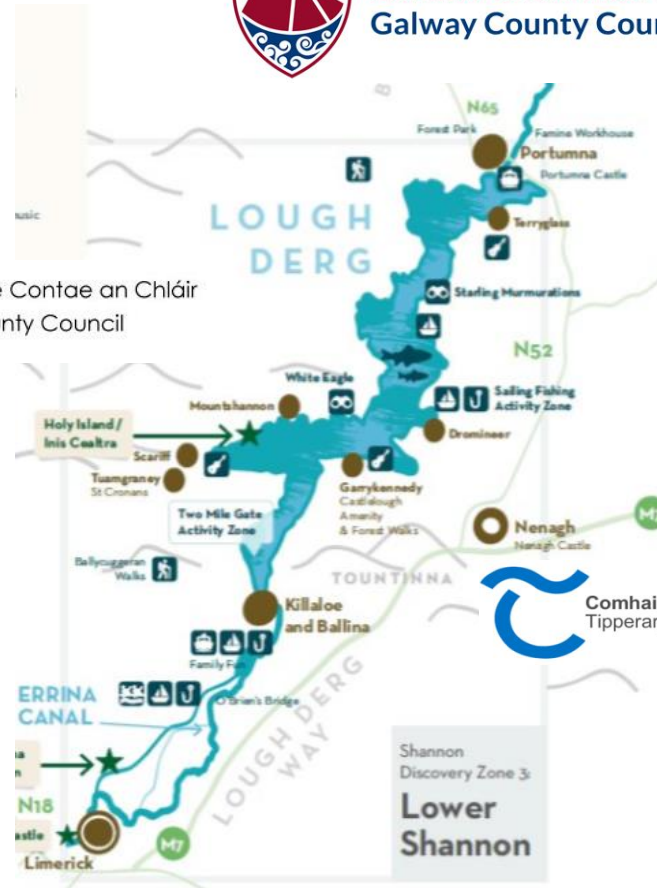 Galway County Coun
N65
Forest Park
Famine Workhouse
Portumna
Portumna Castle
usic
LOUGH
DERG
Terryglass
Contae an Chláir
nty Council
Starling Murmurations
N52
White Eagle
Sailing Fishing
Activity Zone
Mountshannon
Holy Island/
Inis Cealtra
Dromineer
Scariff
Tuamgraney
St Cronans
Garrykennedy
Castlelough
Amenity
& Forest Walks
Two Mile Gate
Activity Zone
Nenagh
Nenagh Castle
M7
Ballycuggeran
Walks
TOUNTINNA
Killaloe
and Ballina
Comhai
Tipperar
Family Fun
O'Brien's Bridge
ERRINA
CANAL
LOUGH DERG
WAY
Shannon
Discovery Zone 3:
Lower
Shannon
N18
astle
Limerick
M7